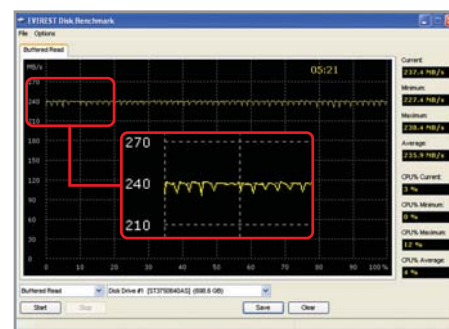 EVEREST Disk Benchmark
File Options
Buffered Read
MB/s
05:21
270
240
210
180
150
120
90
60
30
0
0 10 20 30 40 50 60 70 80 90 100 %
270
240
210
Current:
237.4 MB/s
Minimum:
227.4 MB/s
Maximum:
238.4 MB/s
Average:
235.9 MB/s
CPU% Current:
3 %
CPU% Minimum:
0 %
CPU% Maximum:
12 %
CPU% Average:
4 %
Buffered Read
Disk Drive #1 [ST3750640AS] (698.6 GB)
Start Stop Save Clear